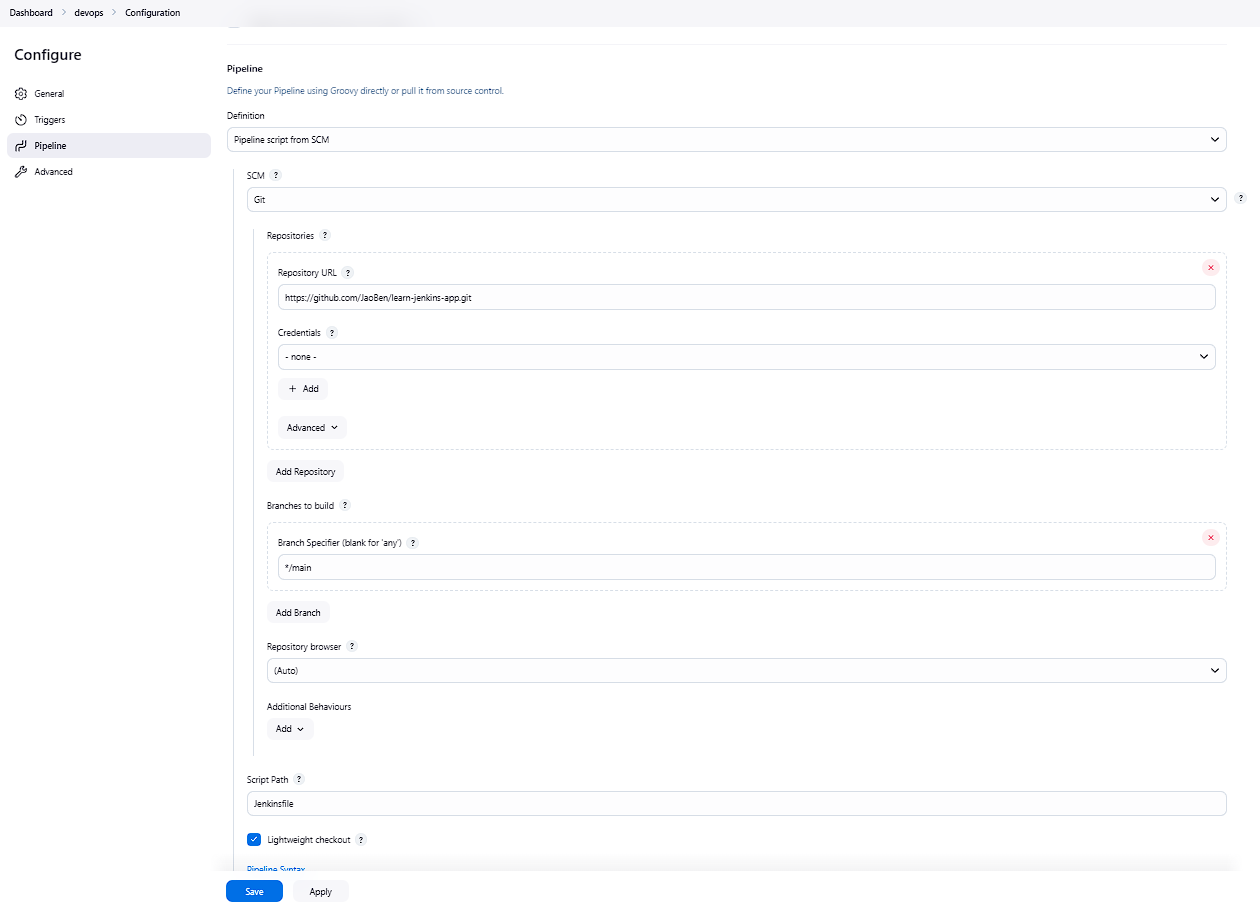 Dashboard > devops > Configuration
Configure
General
Triggers
Pipeline
Advanced
Pipeline
Define your Pipeline using Groovy directly or pull it from source control.
Definition
Pipeline script from SCM
SCM ?
Git
?
Repositories ?
Repository URL ?
https://github.com/JaoBen/learn-jenkins-app.git
Credentials ?
- none -
+ Add
Advanced
Add Repository
Branches to build ?
Branch Specifier (blank for 'any') ?
*/main
Add Branch
Repository browser ?
(Auto)
Additional Behaviours
Add
Script Path ?
Jenkinsfile
Lightweight checkout ?
Pipeline Syntax
Save Apply